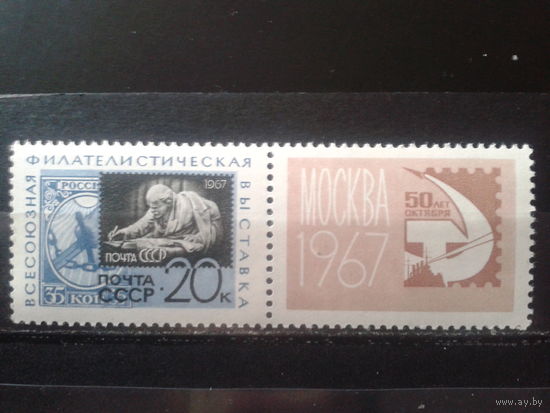 ВСЕСОЮЗНАЯ
ФИЛАТЕЛИСТИЧЕСКАЯ
ВЫСТАВКА
РОССИ
35
КОП
1967
ПОЧТА СССР
ПОЧТА
СССР · 20к
МОСКВА
1967
50 ЛЕТ
ОКТЯБРЯ
www.ay.by